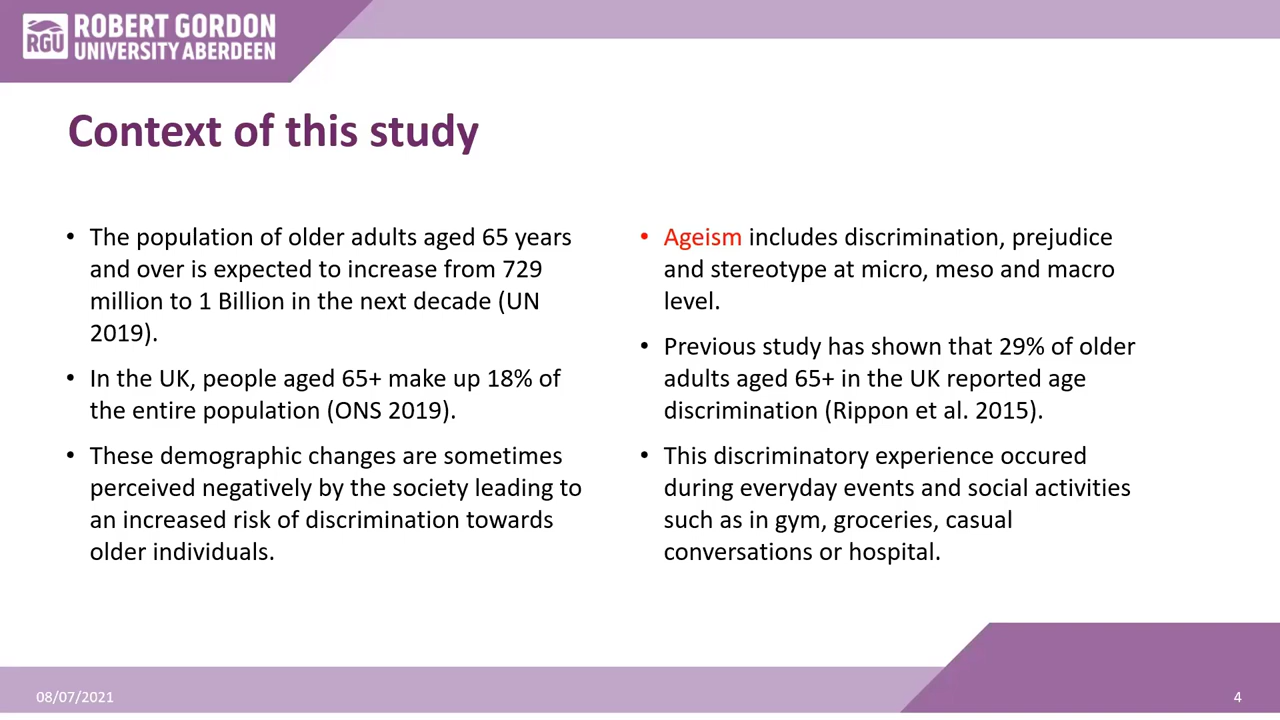 ROBERT GORDON
UNIVERSITY ABERDEEN
RGU
Context of this study
• The population of older adults aged 65 years
and over is expected to increase from 729
million to 1 Billion in the next decade (UN
2019).
• In the UK, people aged 65+ make up 18% of
the entire population (ONS 2019).
• These demographic changes are sometimes
perceived negatively by the society leading to
an increased risk of discrimination towards
older individuals.
• Ageism includes discrimination, prejudice
and stereotype at micro, meso and macro
level.
• Previous study has shown that 29% of older
adults aged 65+ in the UK reported age
discrimination (Rippon et al. 2015).
• This discriminatory experience occured
during everyday events and social activities
such as in gym, groceries, casual
conversations or hospital.
08/07/2021
4